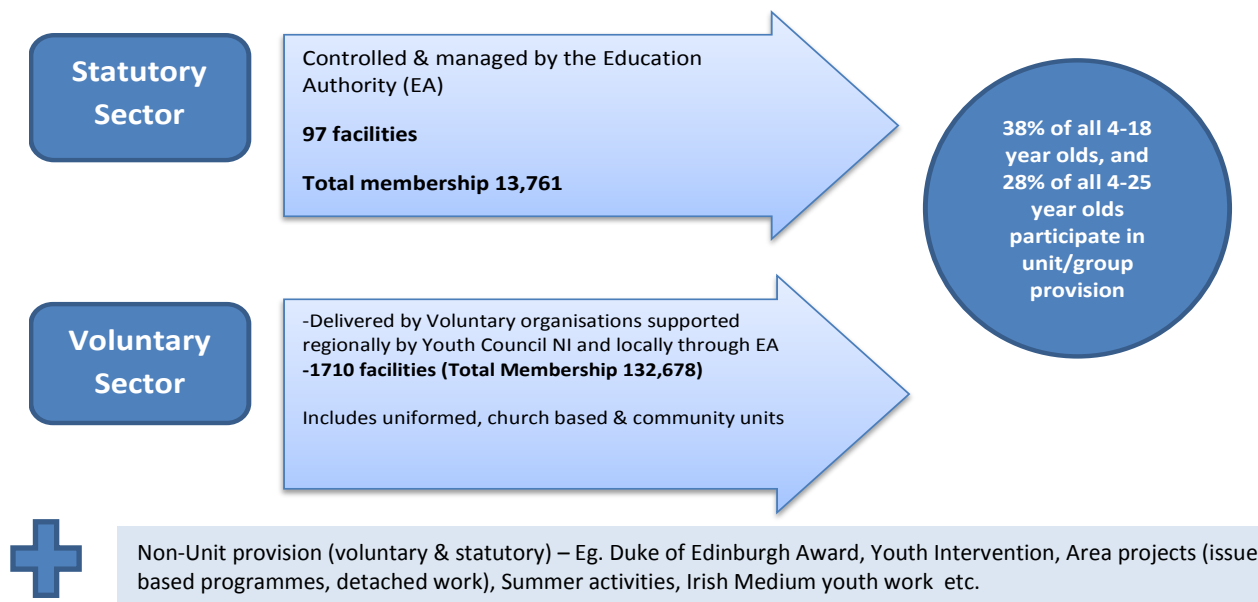 Statutory
Sector
Controlled & managed by the Education
Authority (EA)
97 facilities
Total membership 13,761
38% of all 4-18
year olds, and
28% of all 4-25
year olds
participate in
unit/group
provision
Voluntary
Sector
-Delivered by Voluntary organisations supported
regionally by Youth Council NI and locally through EA
-1710 facilities (Total Membership 132,678)
Includes uniformed, church based & community units
Non-Unit provision (voluntary & statutory) – Eg. Duke of Edinburgh Award, Youth Intervention, Area projects (issue
based programmes, detached work), Summer activities, Irish Medium youth work etc.